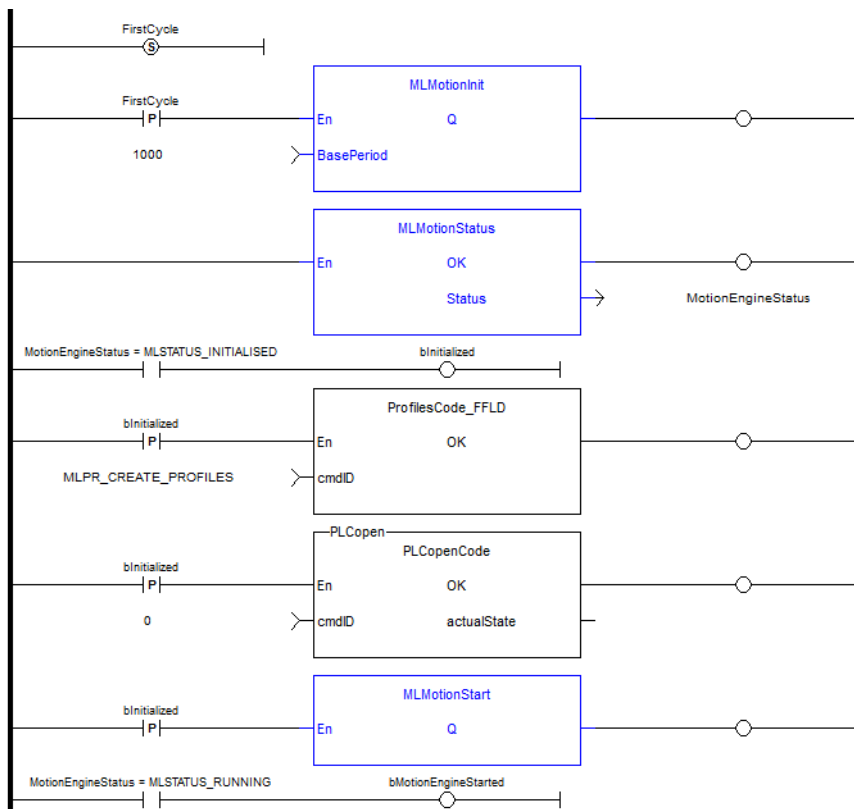 FirstCycle
S
FirstCycle
P
MLMotionInit
En Q
1000
BasePeriod
MLMotionStatus
En OK
Status
MotionEngineStatus
MotionEngineStatus = MLSTATUS_INITIALISED
bInitialized
bInitialized
P
ProfilesCode_FFLD
En OK
MLPR_CREATE_PROFILES
cmdID
PLCopen
PLCopenCode
bInitialized
P
En OK
0
cmdID actualState
MLMotionStart
bInitialized
P
En Q
MotionEngineStatus = MLSTATUS_RUNNING
bMotionEngineStarted